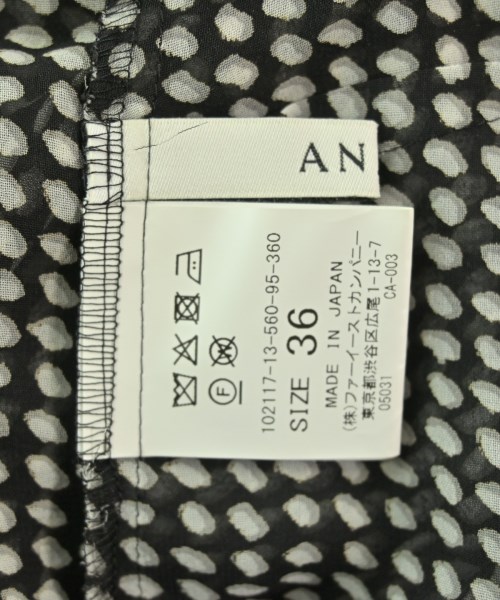 AN
Ⓕ
102117-13-560-95-360
SIZE 36
MADE IN JAPAN
(株)ファーイーストカンパニー
東京都渋谷区広尾1-13-7
05031 CA-003